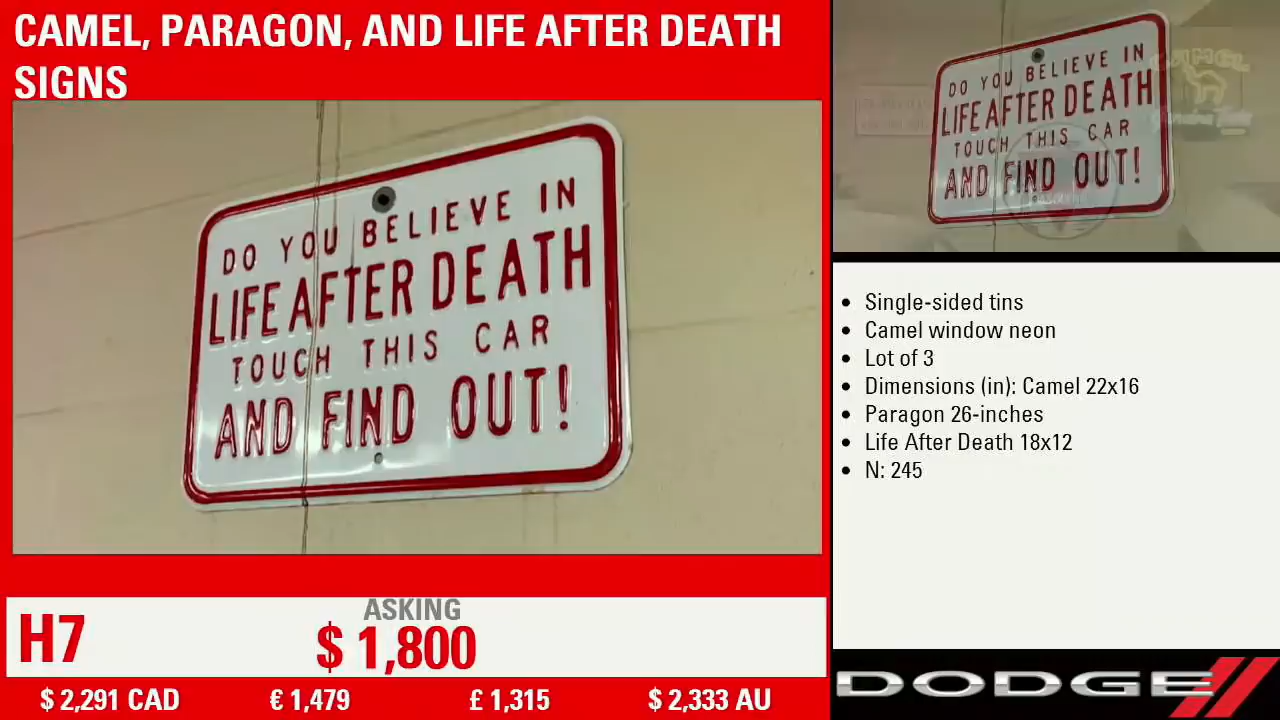 CAMEL, PARAGON, AND LIFE AFTER DEATH
SIGNS
DO YOU BELIEVE IN
LIFE AFTER DEATH
TOUCH THIS CAR
AND FIND OUT!
DO YOU BELIEVE IN
LIFE AFTER DEATH
TOUCH THIS CAR
AND FIND OUT!
CAMEL
• Single-sided tins
• Camel window neon
• Lot of 3
• Dimensions (in): Camel 22x16
• Paragon 26-inches
• Life After Death 18x12
• N: 245
H7
ASKING
$ 1,800
$ 2,291 CAD € 1,479 £ 1,315 $ 2,333 AU
DODGE